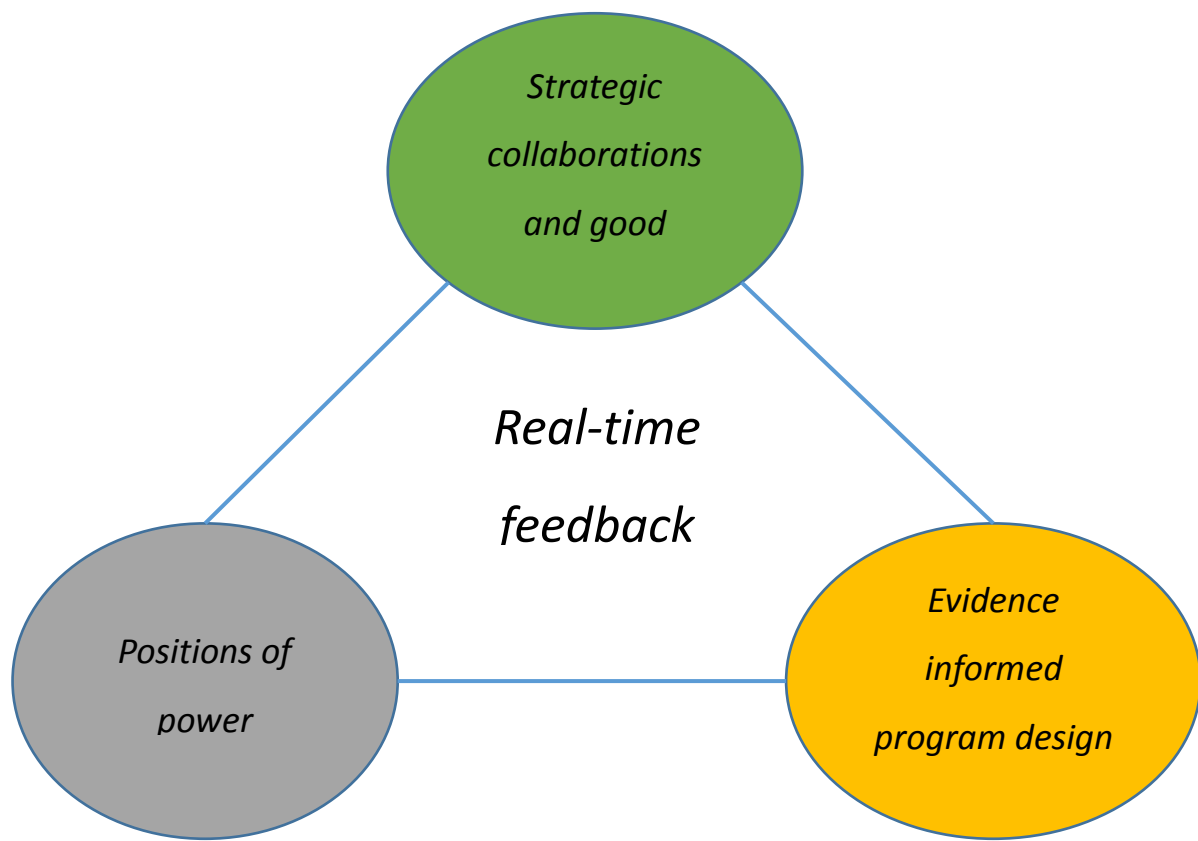 Strategic
collaborations
and good
Real-time
feedback
Positions of
power
Evidence
informed
program design